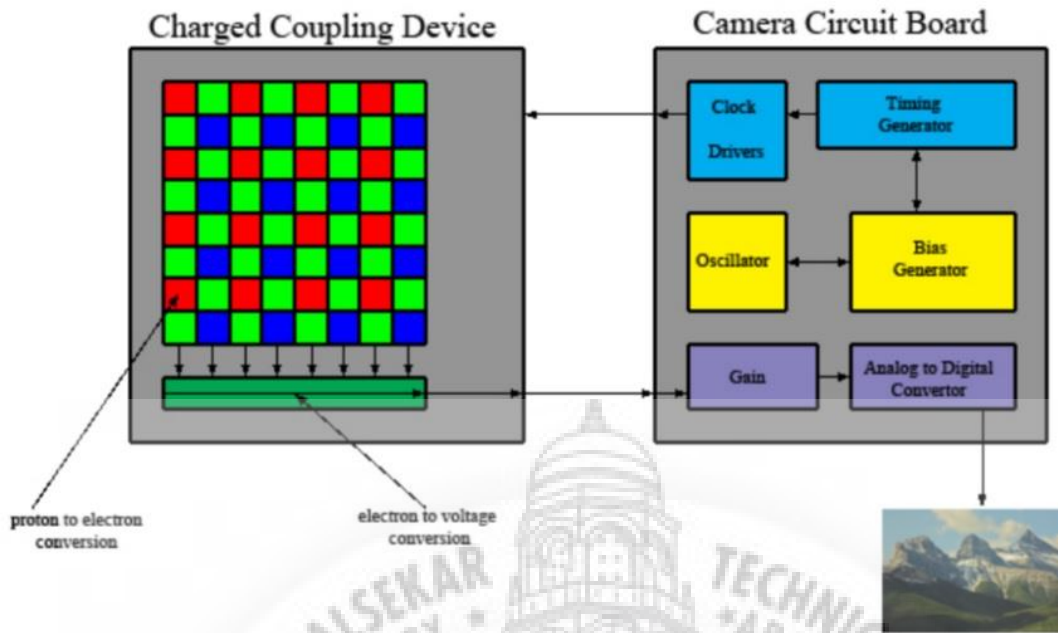 Charged Coupling Device
Camera Circuit Board
Clock
Drivers
Timing
Generator
Oscillator
Bias
Generator
Gain
Analog to Digital
Convertor
proton to electron
conversion
electron to voltage
conversion
ALSEKAR